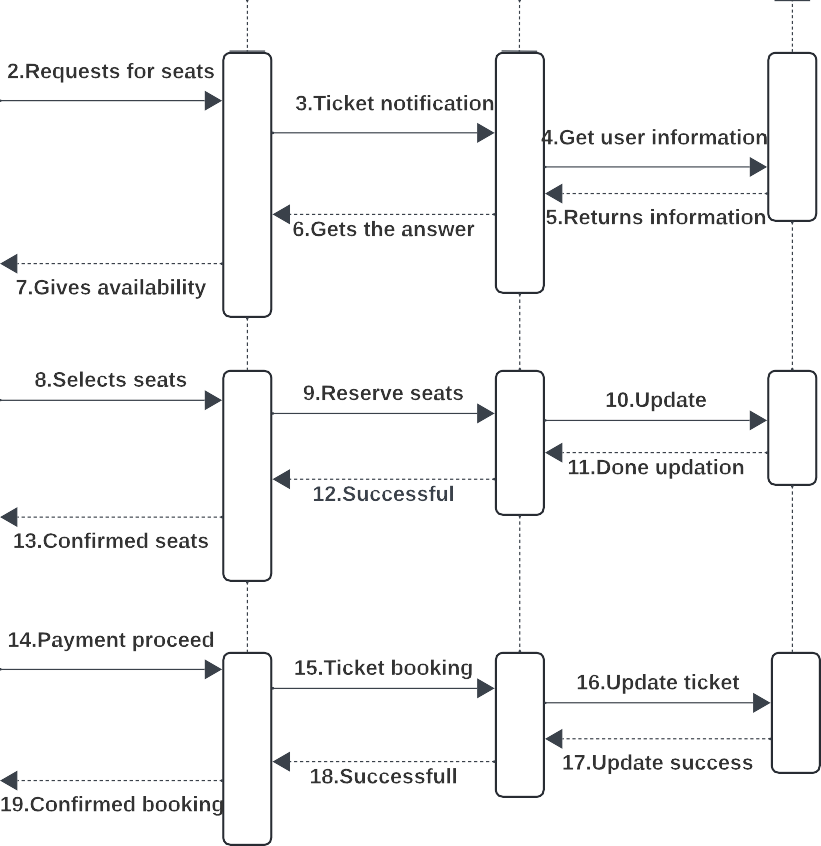 2.Requests for seats
3.Ticket notification
4.Get user information
5.Returns information
6.Gets the answer
7.Gives availability
8.Selects seats
9.Reserve seats
10.Update
11.Done updation
12.Successful
13.Confirmed seats
14.Payment proceed
15.Ticket booking
16.Update ticket
17.Update success
18.Successfull
19.Confirmed booking